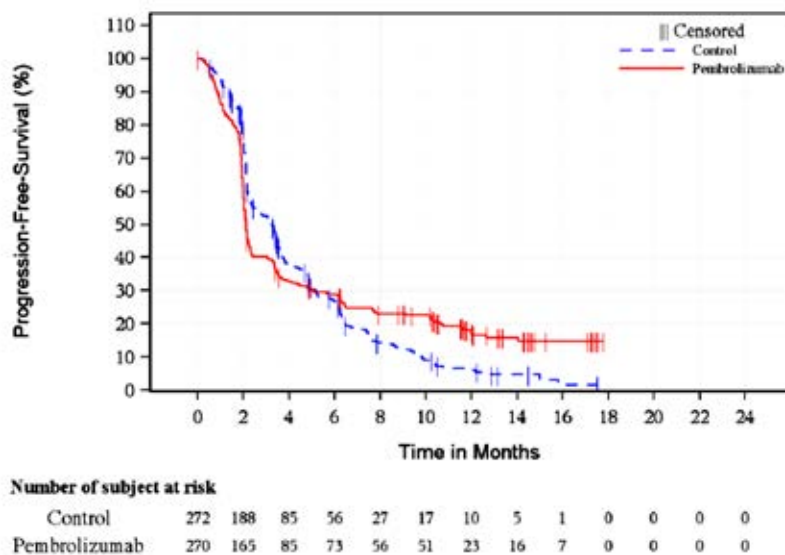 110
100
90
80
70
60
50
40
30
20
10
0
Progression-Free-Survival (%)
Censored
Control
Pembrolizumab
0 2 4 6 8 10 12 14 16 18 20 22 24
Time in Months
Number of subject at risk
Control 272 188 85 56 27 17 10 5 1 0 0 0 0
Pembrolizumab 270 165 85 73 56 51 23 16 7 0 0 0 0